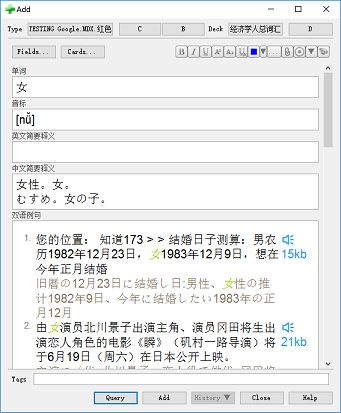 Add
Type TESTING Google.MDX.红色 C B Deck 经济学人总词汇 D
Fields... Cards... B I U A
单词
女
音标
[nǚ]
英文简要释义
中文简要释义
女性。女。
むすめ。女の子。
双语例句
1. 您的位置： 知道173 > > 结婚日子测算：男农
历1982年12月23日，女1983年12月9日，想在 15kb
今年正月结婚
旧暦の12月23日に結婚し日:男性、女性の推
计1982年9日、今年に結婚したい1983年の正
月12月
2. 由女演员北川景子出演主角、演员冈田将生出
演恋人角色的电影《瞬》（矶村一路导演）将 21kb
于6月19日（周六）在日本公开上映。
Tags
Query Add History ▼ Close Help